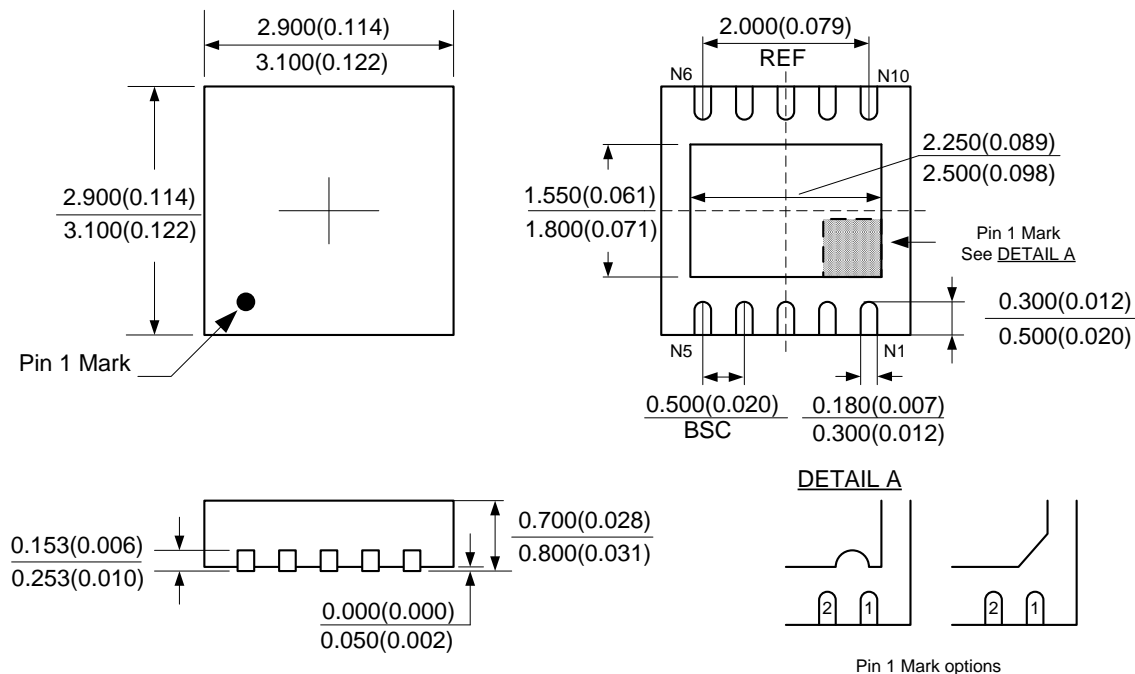 2.900(0.114)
3.100(0.122)
2.900(0.114)
3.100(0.122)
Pin 1 Mark
2.000(0.079)
REF
N6
N10
2.250(0.089)
2.500(0.098)
1.550(0.061)
1.800(0.071)
Pin 1 Mark
See DETAIL A
0.300(0.012)
0.500(0.020)
N5
N1
0.500(0.020)
BSC
0.180(0.007)
0.300(0.012)
0.153(0.006)
0.253(0.010)
0.700(0.028)
0.800(0.031)
0.000(0.000)
0.050(0.002)
DETAIL A
2
1
2
1
Pin 1 Mark options